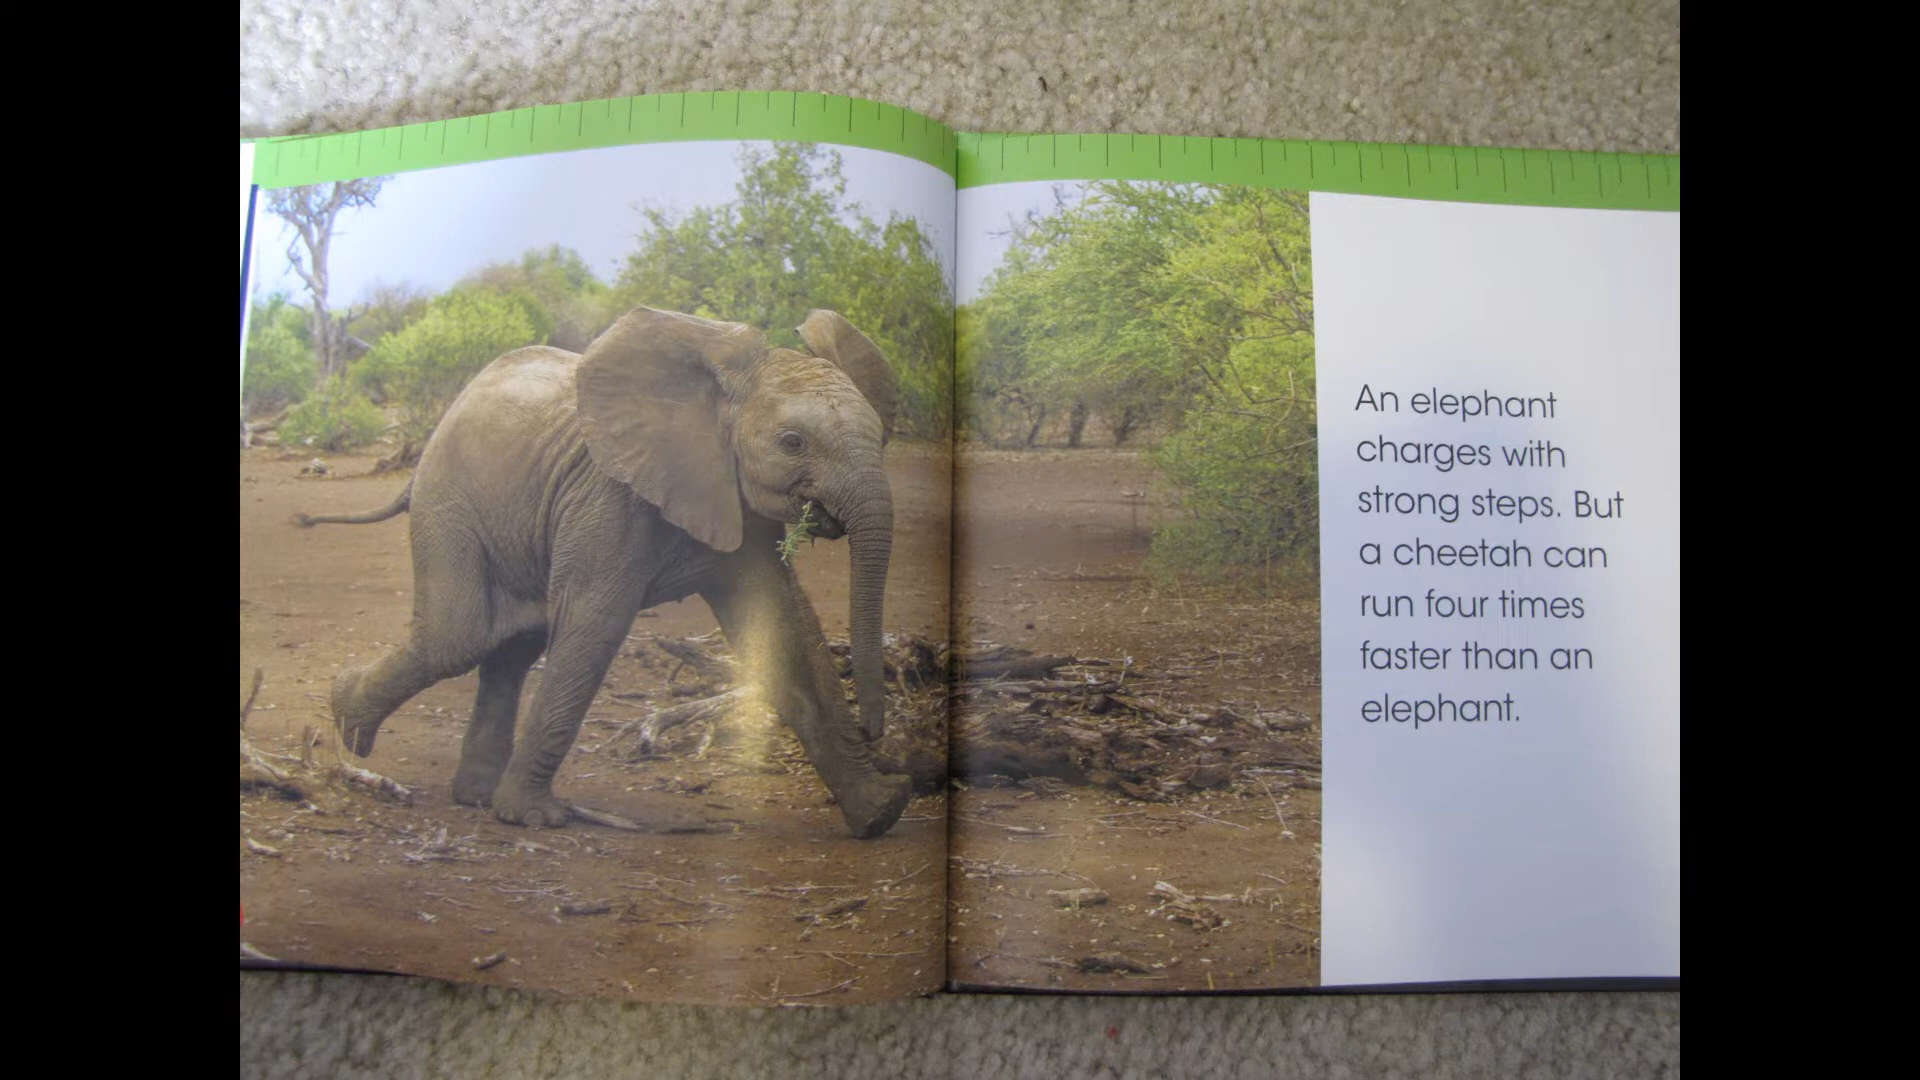 An elephant
charges with
strong steps. But
a cheetah can
run four times
faster than an
elephant.